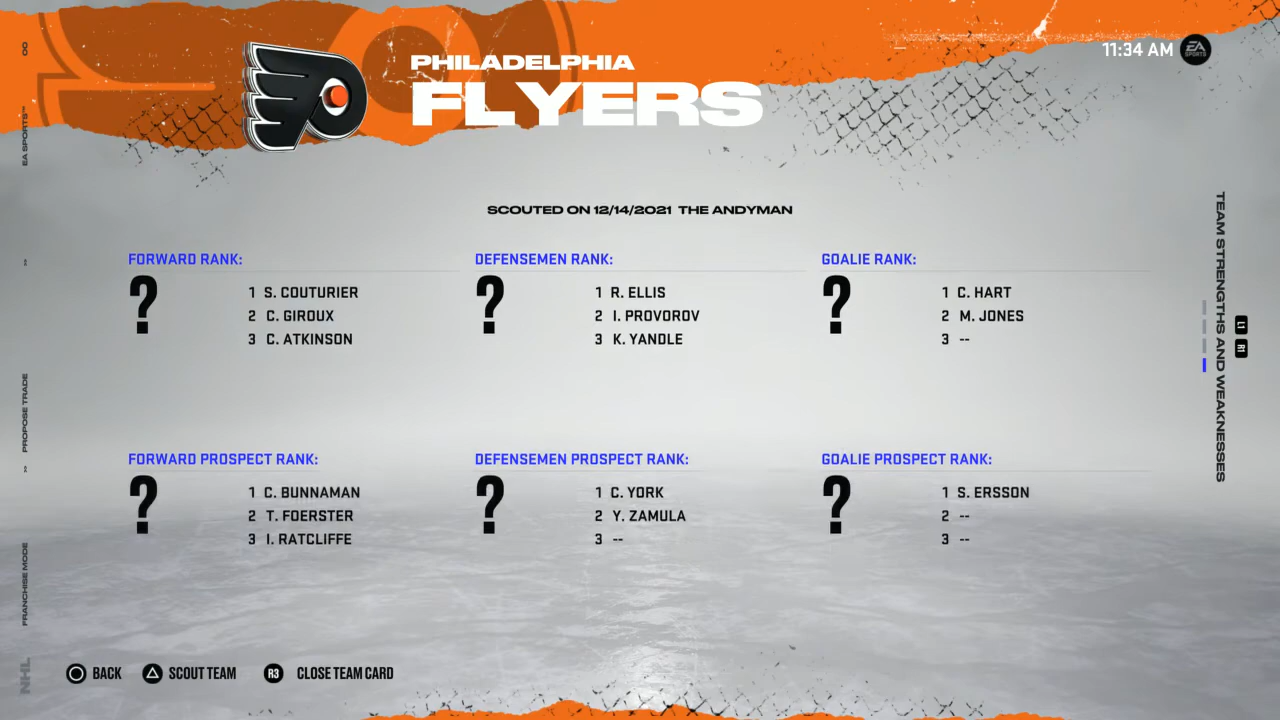 PHILADELPHIA
FLYERS
11:34 AM
EA
SPORTS
SCOUTED ON 12/14/2021 THE ANDYMAN
FORWARD RANK:
?
1 S. COUTURIER
2 C. GIROUX
3 C. ATKINSON
DEFENSEMEN RANK:
?
1 R. ELLIS
2 I. PROVOROV
3 K. YANDLE
GOALIE RANK:
?
1 C. HART
2 M. JONES
3 --
FORWARD PROSPECT RANK:
?
1 C. BUNNAMAN
2 T. FOERSTER
3 I. RATCLIFFE
DEFENSEMEN PROSPECT RANK:
?
1 C. YORK
2 Y. ZAMULA
3 --
GOALIE PROSPECT RANK:
?
1 S. ERSSON
2 --
3 --
TEAM STRENGTHS AND WEAKNESSES
L1
R1
NHL FRANCHISE MODE » PROPOSE TRADE EA SPORTS™
BACK
SCOUT TEAM
R3 CLOSE TEAM CARD